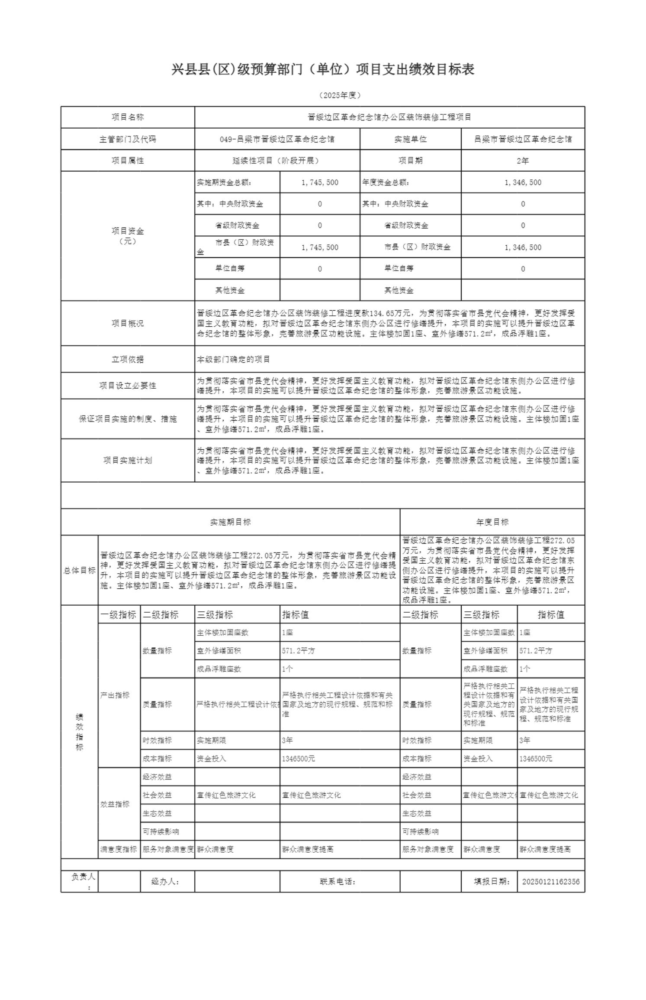 兴县县(区)级预算部门（单位）项目支出绩效目标表
（2025年度）
项目名称 晋绥边区革命纪念馆办公区装饰装修工程项目
主管部门及代码 049-吕梁市晋绥边区革命纪念馆 实施单位 吕梁市晋绥边区革命纪念馆
项目属性 延续性项目（阶段开展） 项目期 2年
项目资金
（元）
实施期资金总额： 1,745,500 年度资金总额： 1,346,500
其中：中央财政资金 0 其中：中央财政资金 0
省级财政资金 0 省级财政资金 0
市县（区）财政资
金 1,745,500 市县（区）财政资金 1,346,500
单位自筹 0 单位自筹 0
其他资金 其他资金
项目概况
晋绥边区革命纪念馆办公区装饰装修工程进度款134.65万元，为贯彻落实省市县党代会精神，更好发挥爱
国主义教育功能，拟对晋绥边区革命纪念馆东侧办公区进行修缮提升，本项目的实施可以提升晋绥边区革
命纪念馆的整体形象，完善旅游景区功能设施。主体楼加固1座、室外修缮571.2㎡，成品浮雕1座。
立项依据 本级部门确定的项目
项目设立必要性
为贯彻落实省市县党代会精神，更好发挥爱国主义教育功能，拟对晋绥边区革命纪念馆东侧办公区进行修
缮提升，本项目的实施可以提升晋绥边区革命纪念馆的整体形象，完善旅游景区功能设施。
保证项目实施的制度、措施
为贯彻落实省市县党代会精神，更好发挥爱国主义教育功能，拟对晋绥边区革命纪念馆东侧办公区进行修
缮提升，本项目的实施可以提升晋绥边区革命纪念馆的整体形象，完善旅游景区功能设施。主体楼加固1座
、室外修缮571.2㎡，成品浮雕1座。
项目实施计划
为贯彻落实省市县党代会精神，更好发挥爱国主义教育功能，拟对晋绥边区革命纪念馆东侧办公区进行修
缮提升，本项目的实施可以提升晋绥边区革命纪念馆的整体形象，完善旅游景区功能设施。主体楼加固1座
、室外修缮571.2㎡，成品浮雕1座。
实施期目标 年度目标
总体目标
晋绥边区革命纪念馆办公区装饰装修工程272.05万元，为贯彻落实省市县党代会精
神，更好发挥爱国主义教育功能，拟对晋绥边区革命纪念馆东侧办公区进行修缮提
升，本项目的实施可以提升晋绥边区革命纪念馆的整体形象，完善旅游景区功能设
施。主体楼加固1座、室外修缮571.2㎡，成品浮雕1座。
晋绥边区革命纪念馆办公区装饰装修工程272.05
万元，为贯彻落实省市县党代会精神，更好发挥
爱国主义教育功能，拟对晋绥边区革命纪念馆东
侧办公区进行修缮提升，本项目的实施可以提升
晋绥边区革命纪念馆的整体形象，完善旅游景区
功能设施。主体楼加固1座、室外修缮571.2㎡，
成品浮雕1座。
绩
效
指
标
一级指标 二级指标 三级指标 指标值 二级指标 三级指标 指标值
产出指标
数量指标 主体楼加固座数 1座 数量指标 主体楼加固座数 1座
室外修缮面积 571.2平方 室外修缮面积 571.2平方
成品浮雕座数 1个 成品浮雕座数 1个
质量指标 严格执行相关工程设计依
严格执行相关工程设计依据和有关
国家及地方的现行规程、规范和标
准
质量指标
严格执行相关工
程设计依据和有
关国家及地方的
现行规程、规范
和标准
严格执行相关工程
设计依据和有关国
家及地方的现行规
程、规范和标准
时效指标 实施期限 3年 时效指标 实施期限 3年
成本指标 资金投入 1346500元 成本指标 资金投入 1346500元
效益指标
经济效益 经济效益
社会效益 宣传红色旅游文化 宣传红色旅游文化 社会效益 宣传红色旅游文 宣传红色旅游文化
生态效益 生态效益
可持续影响 可持续影响
满意度指标 服务对象满意度 群众满意度 群众满意度提高 服务对象满意度 群众满意度 群众满意度提高
负责人
： 经办人： 联系电话： 填报日期： 20250121162356